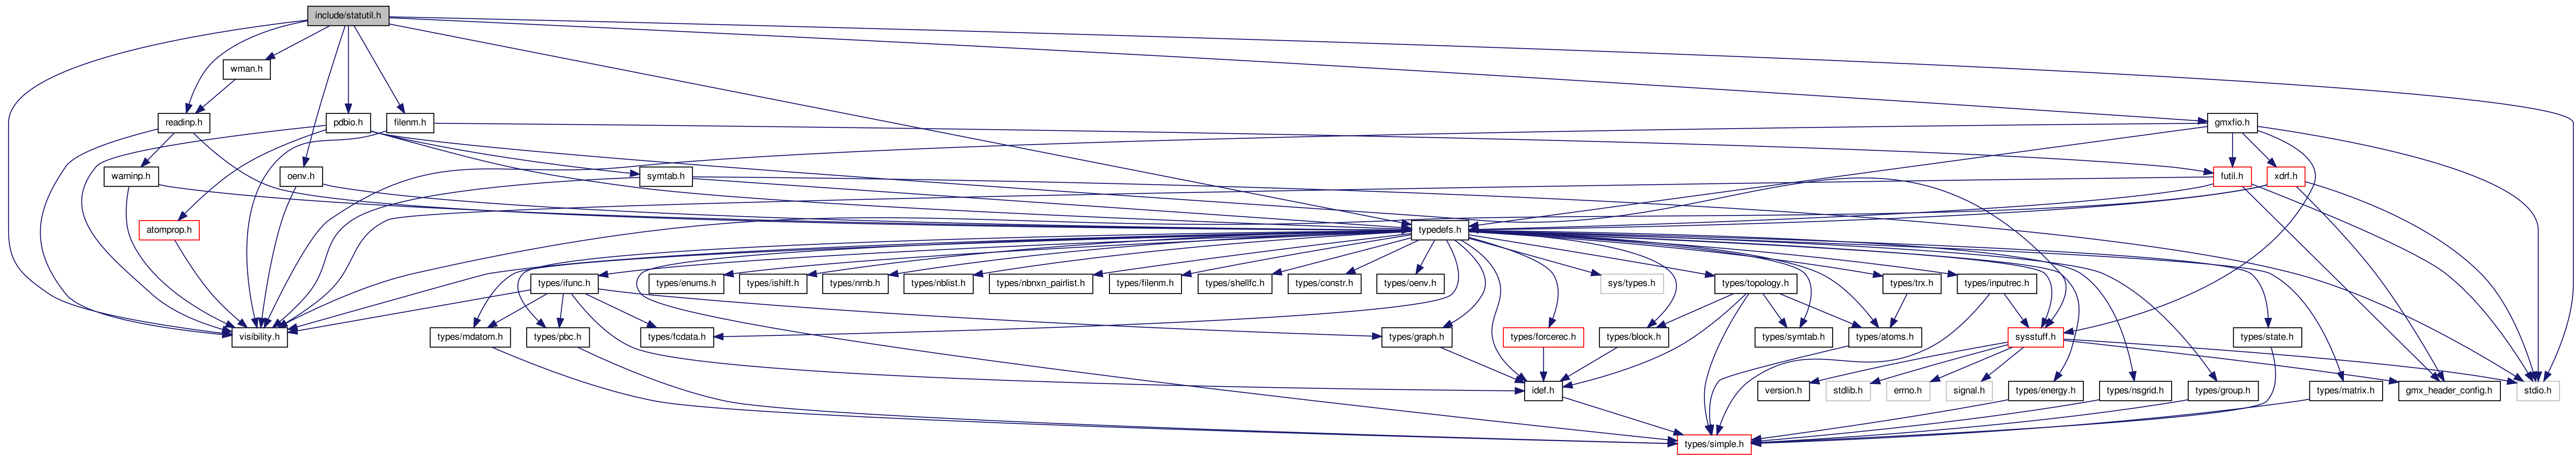 include/statutil.h
wman.h
readinp.h
pdbio.h
filenm.h
gmxfio.h
warninp.h
oenv.h
symtab.h
futil.h
xdrf.h
atomprop.h
typedefs.h
types/ifunc.h
types/enums.h
types/ishift.h
types/nrnb.h
types/nblist.h
types/nbnxn_pairlist.h
types/filenm.h
types/shellfc.h
types/constr.h
types/oenv.h
sys/types.h
types/topology.h
types/trx.h
types/inputrec.h
visibility.h
types/mdatom.h
types/pbc.h
types/fcdata.h
types/graph.h
types/forcerec.h
types/block.h
types/symtab.h
types/atoms.h
sysstuff.h
types/state.h
idef.h
version.h
stdlib.h
errno.h
signal.h
types/energy.h
types/nsgrid.h
types/group.h
types/matrix.h
gmx_header_config.h
stdio.h
types/simple.h